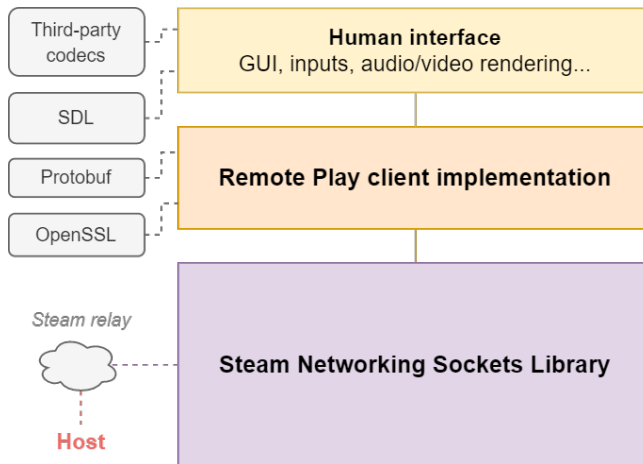 Third-party
codecs
SDL
Protobuf
OpenSSL
Human interface
GUI, inputs, audio/video rendering...
Remote Play client implementation
Steam relay
Host
Steam Networking Sockets Library